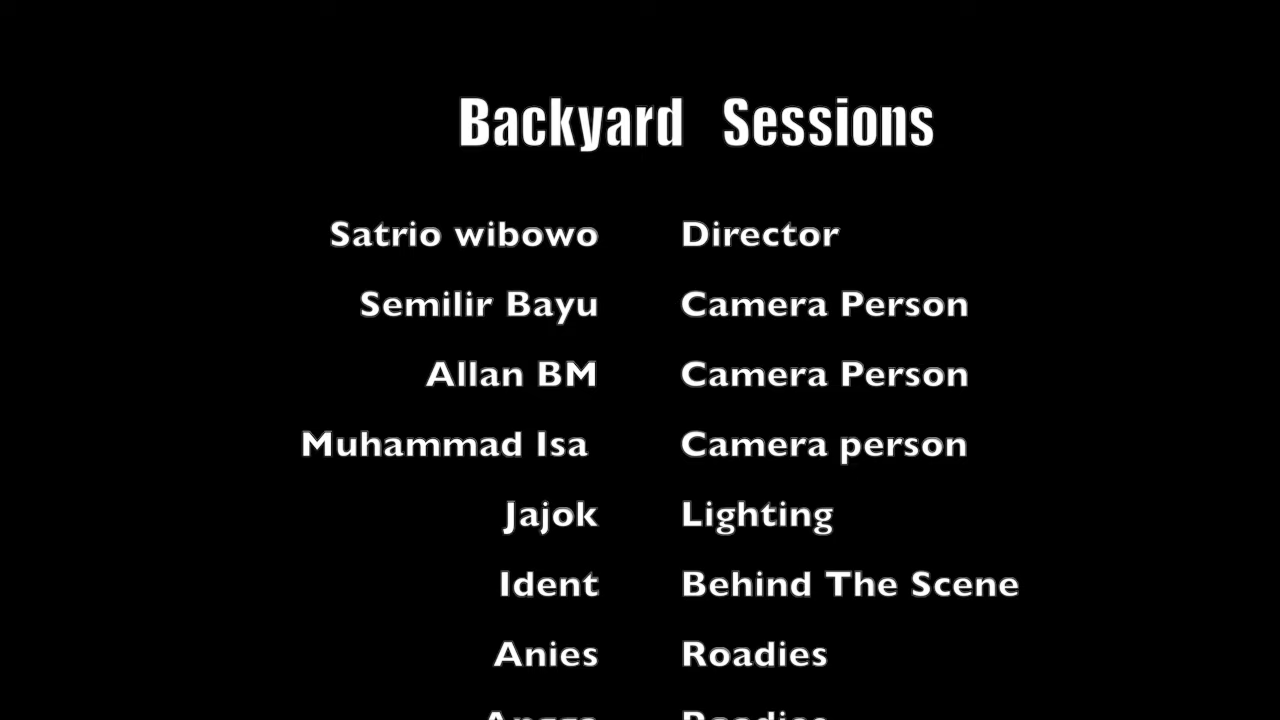 Backyard Sessions
Satrio wibowo Director
Semilir Bayu Camera Person
Allan BM Camera Person
Muhammad Isa Camera person
Jajok Lighting
Ident Behind The Scene
Anies Roadies